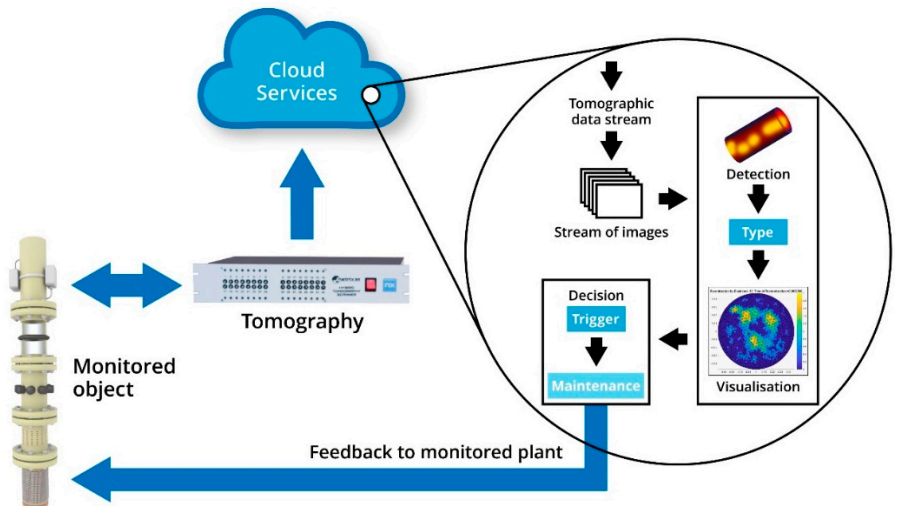 Cloud
Services
Tomographic
data stream
Stream of images
Detection
Type
Visualisation
Decision
Trigger
Maintenance
Tomography
Monitored
object
Feedback to monitored plant